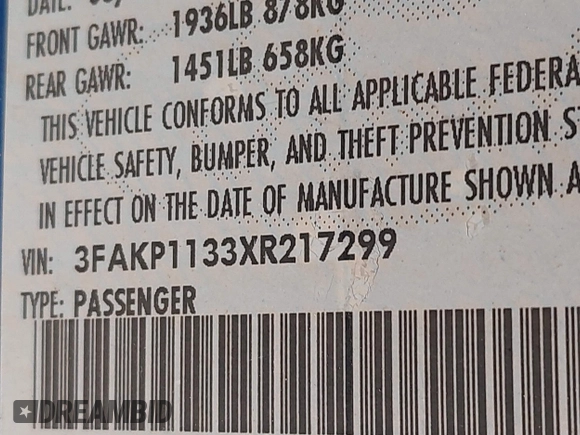 FRONT GAWR: 1936LB 878KG
REAR GAWR: 1451LB 658KG
THIS VEHICLE CONFORMS TO ALL APPLICABLE FEDERA
VEHICLE SAFETY, BUMPER, AND THEFT PREVENTION S
IN EFFECT ON THE DATE OF MANUFACTURE SHOWN A
VIN: 3FAKP1133XR217299
TYPE: PASSENGER
DREAMBID